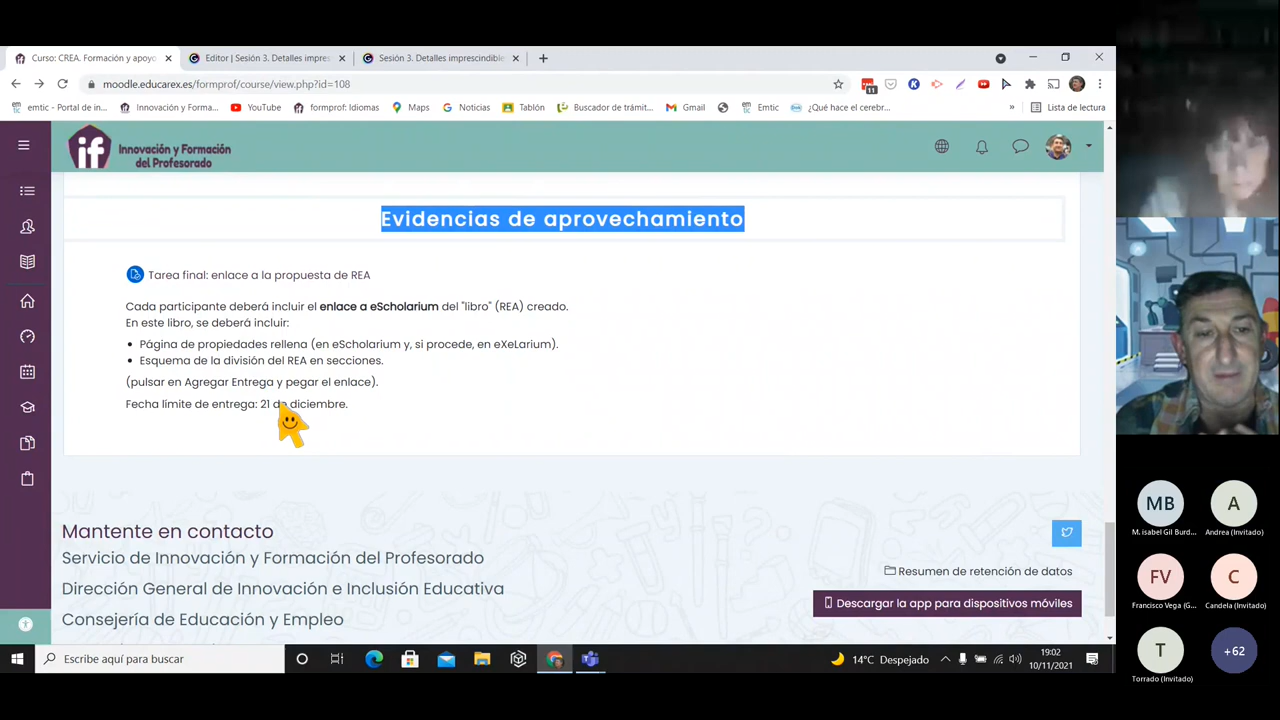 Curso: CREA. Formación y apoyo
Editor | Sesión 3. Detalles impres
Sesión 3. Detalles imprescindible
moodle.educarex.es/formprof/course/view.php?id=108
11
emtic - Portal de in...
Innovación y Forma...
YouTube
formprof: Idiomas
Maps
Noticias
Tablón
Buscador de trámit...
Gmail
Emtic
¿Qué hace el cerebr...
»
Lista de lectura
if
Innovación y Formación
del Profesorado
Evidencias de aprovechamiento
Tarea final: enlace a la propuesta de REA
Cada participante deberá incluir el enlace a eScholarium del "libro" (REA) creado.
En este libro, se deberá incluir:
• Página de propiedades rellena (en eScholarium y, si procede, en eXeLarium).
• Esquema de la división del REA en secciones.
(pulsar en Agregar Entrega y pegar el enlace).
Fecha límite de entrega: 21 de diciembre.
Mantente en contacto
Servicio de Innovación y Formación del Profesorado
Dirección General de Innovación e Inclusión Educativa
Consejería de Educación y Empleo
Resumen de retención de datos
Descargar la app para dispositivos móviles
MB
A
M. isabel Gil Burd...
Andrea (Invitado)
FV
C
Francisco Vega (G...
Candela (Invitado)
T
+62
Torrado (Invitado)
Escribe aquí para buscar
14°C Despejado
19:02
10/11/2021